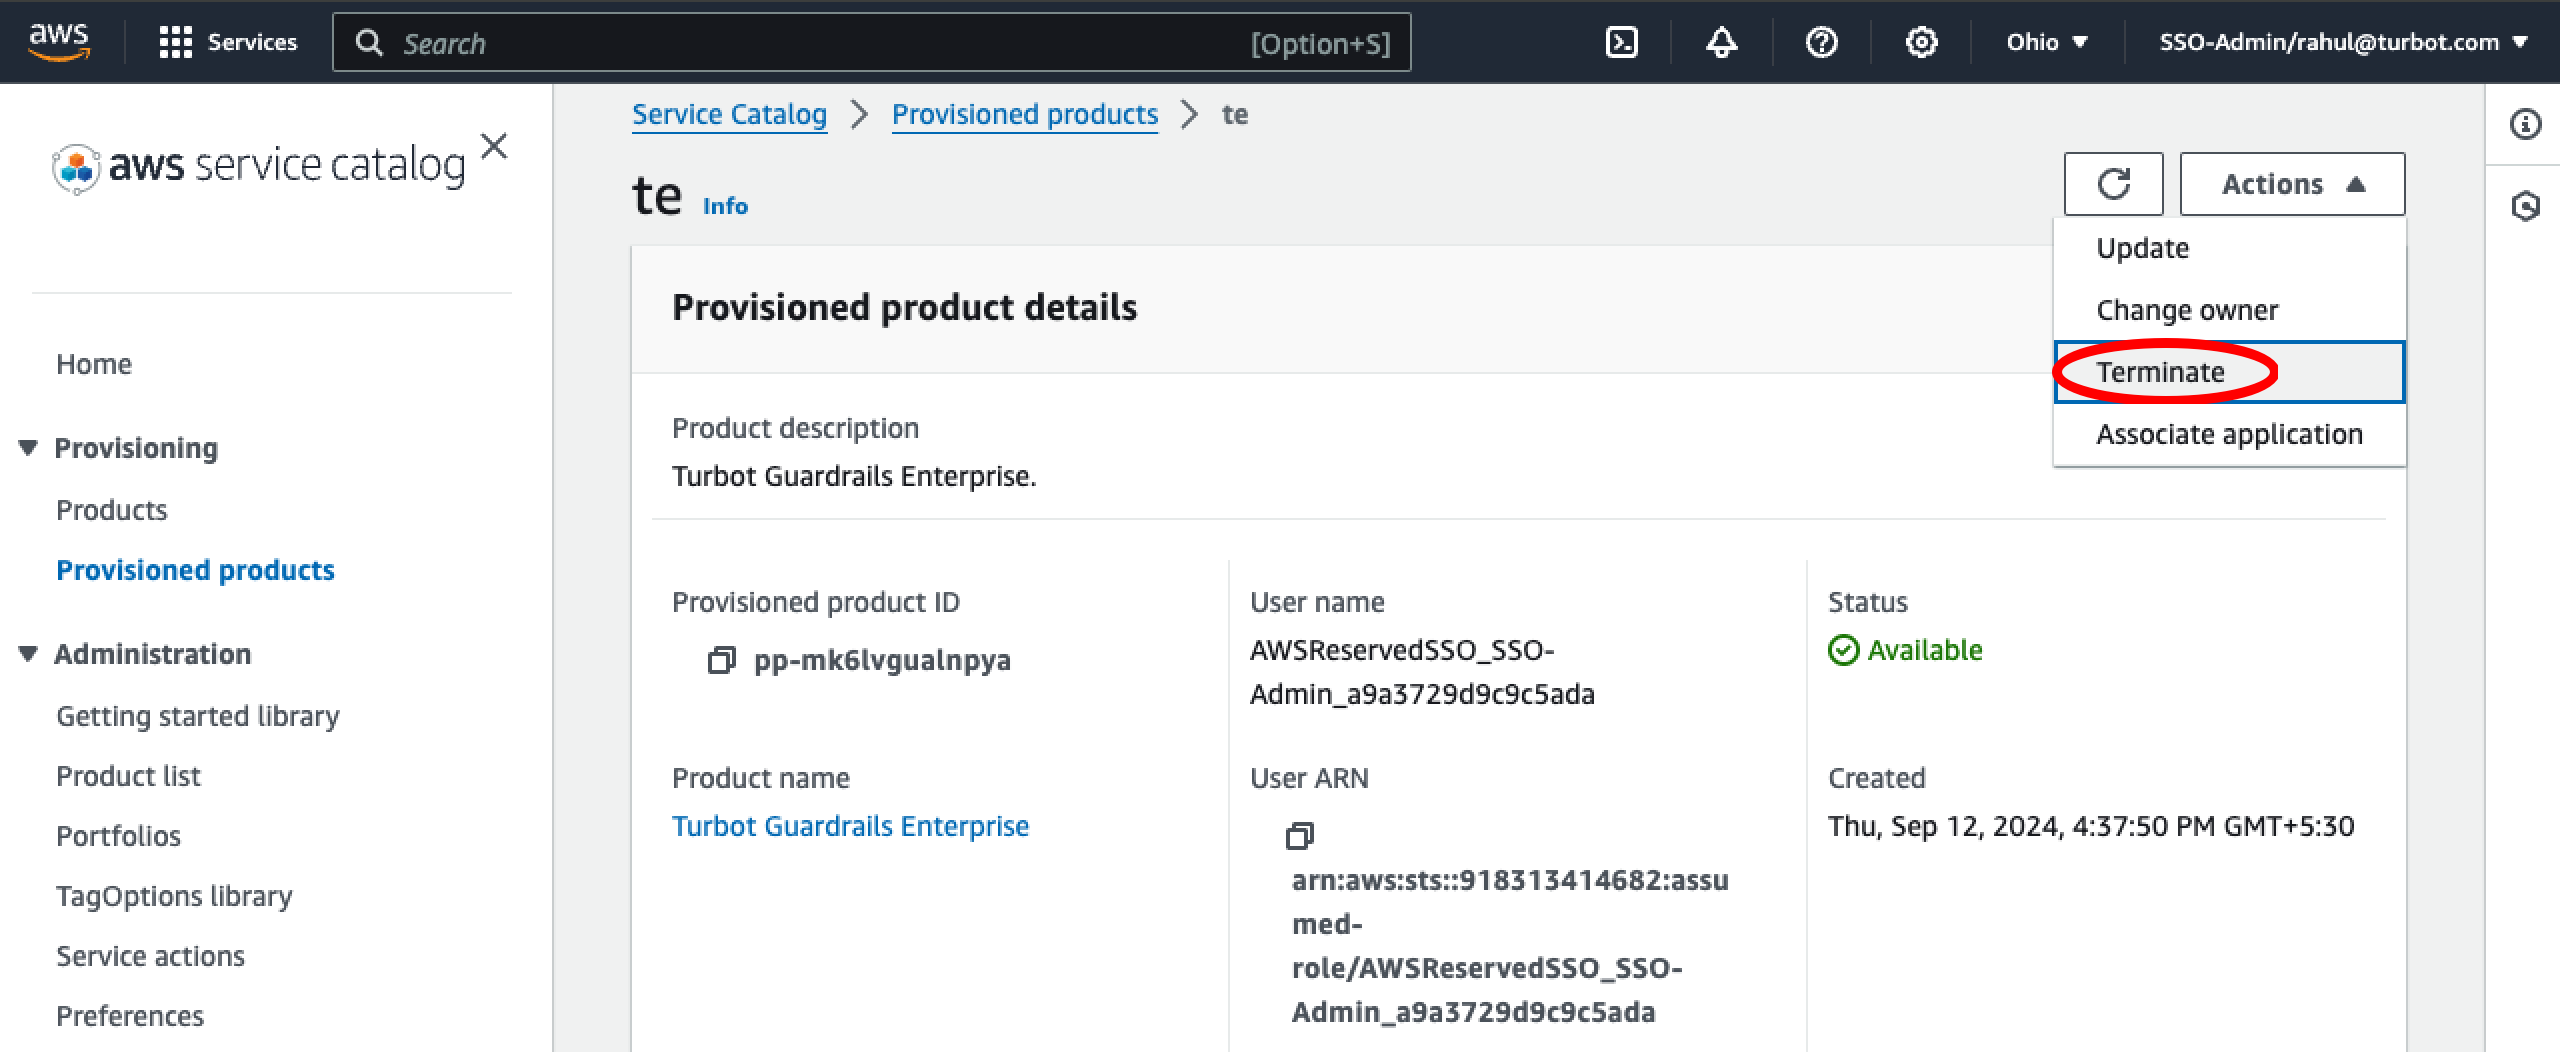 aws
Services
Search
[Option+S]
Ohio
SSO-Admin/rahul@turbot.com
aws service catalog
Home
Provisioning
Products
Provisioned products
Administration
Getting started library
Product list
Portfolios
TagOptions library
Service actions
Preferences
Service Catalog
Provisioned products
te
te
Info
Actions
Update
Change owner
Terminate
Associate application
Provisioned product details
Product description
Turbot Guardrails Enterprise.
Provisioned product ID
pp-mk6lvgualnpya
User name
AWSReservedSSO_SSO-
Admin_a9a3729d9c9c5ada
Status
Available
Product name
Turbot Guardrails Enterprise
User ARN
arn:aws:sts::918313414682:assu
med-
role/AWSReservedSSO_SSO-
Admin_a9a3729d9c9c5ada
Created
Thu, Sep 12, 2024, 4:37:50 PM GMT+5:30